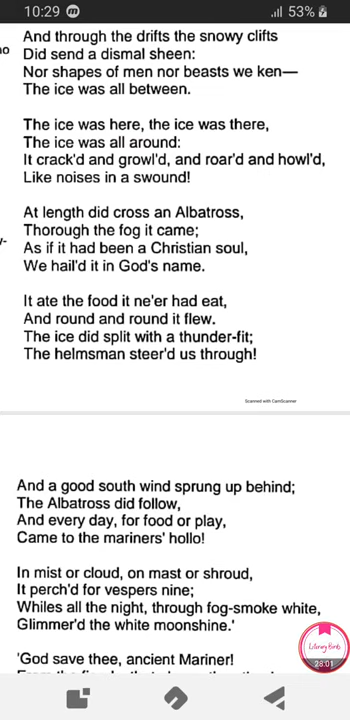 10:29 m 53%
And through the drifts the snowy clifts
Did send a dismal sheen:
Nor shapes of men nor beasts we ken—
The ice was all between.
The ice was here, the ice was there,
The ice was all around:
It crack'd and growl'd, and roar'd and howl'd,
Like noises in a swound!
At length did cross an Albatross,
Thorough the fog it came;
As if it had been a Christian soul,
We hail'd it in God's name.
It ate the food it ne'er had eat,
And round and round it flew.
The ice did split with a thunder-fit;
The helmsman steer'd us through!
Scanned with CamScanner
And a good south wind sprung up behind;
The Albatross did follow,
And every day, for food or play,
Came to the mariners' hollo!
In mist or cloud, on mast or shroud,
It perch'd for vespers nine;
Whiles all the night, through fog-smoke white,
Glimmer'd the white moonshine.'
Literary Birds
28:01
'God save thee, ancient Mariner!